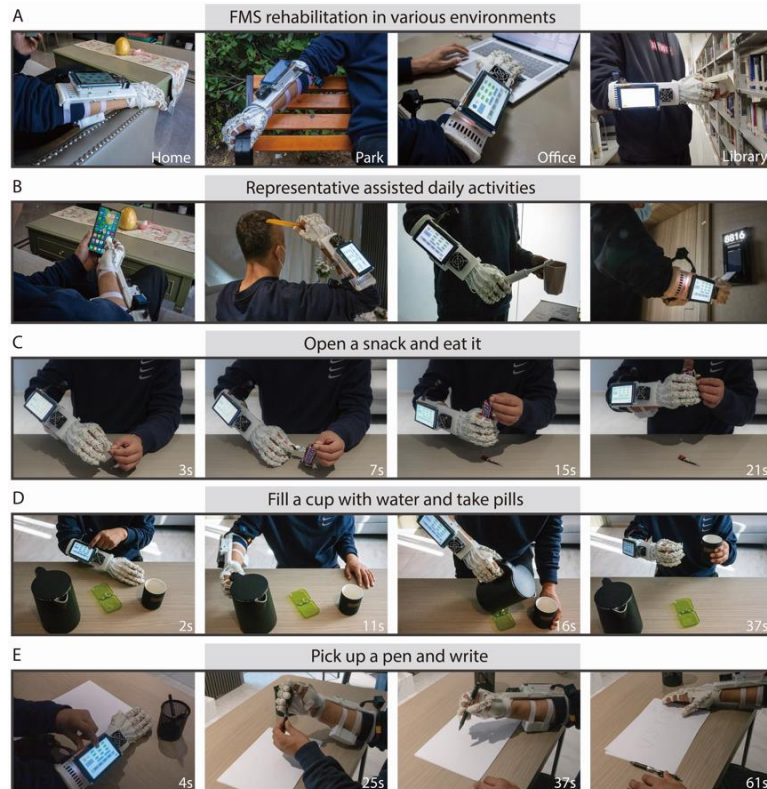 A
FMS rehabilitation in various environments
Home
Park
Office
Library
B
Representative assisted daily activities
8816
C
Open a snack and eat it
3s
7s
15s
21s
D
Fill a cup with water and take pills
2s
11s
16s
37s
E
Pick up a pen and write
4s
25s
37s
61s